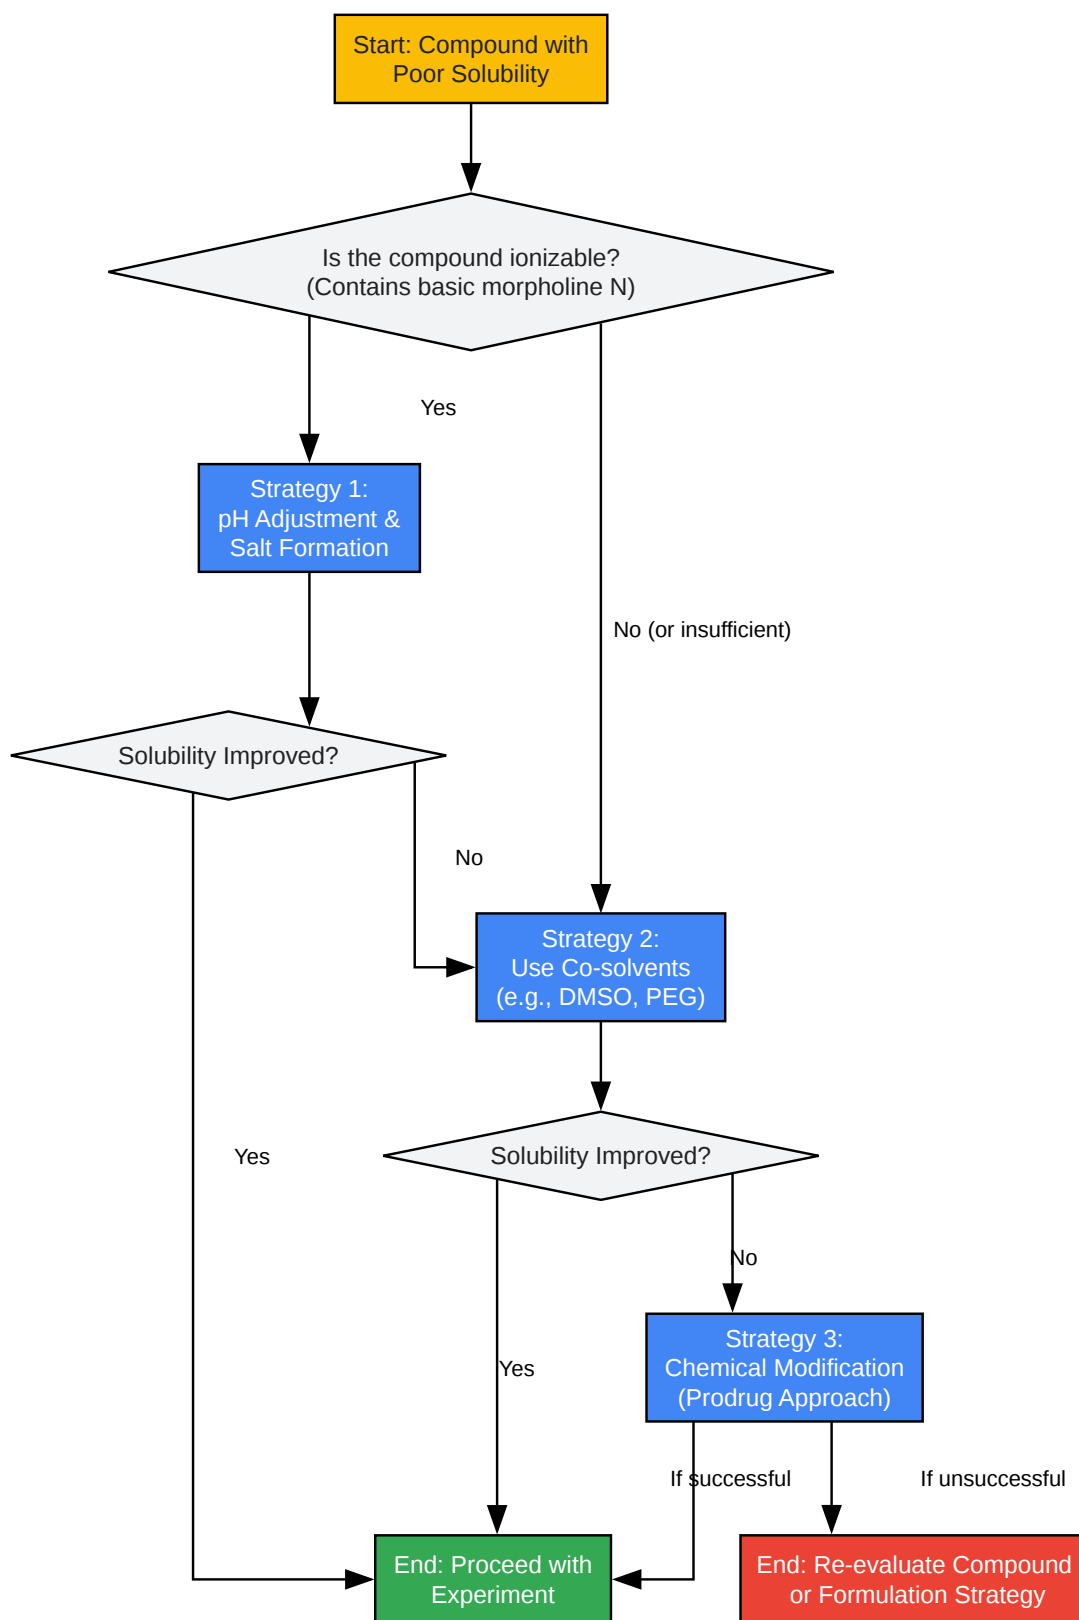 Start: Compound with
Poor Solubility
Is the compound ionizable?
(Contains basic morpholine N)
Yes
Strategy 1:
pH Adjustment &
Salt Formation
No (or insufficient)
Solubility Improved?
No
Strategy 2:
Use Co-solvents
(e.g., DMSO, PEG)
Yes
Solubility Improved?
No
Strategy 3:
Chemical Modification
(Prodrug Approach)
Yes
If successful
If unsuccessful
End: Proceed with
Experiment
End: Re-evaluate Compound
or Formulation Strategy